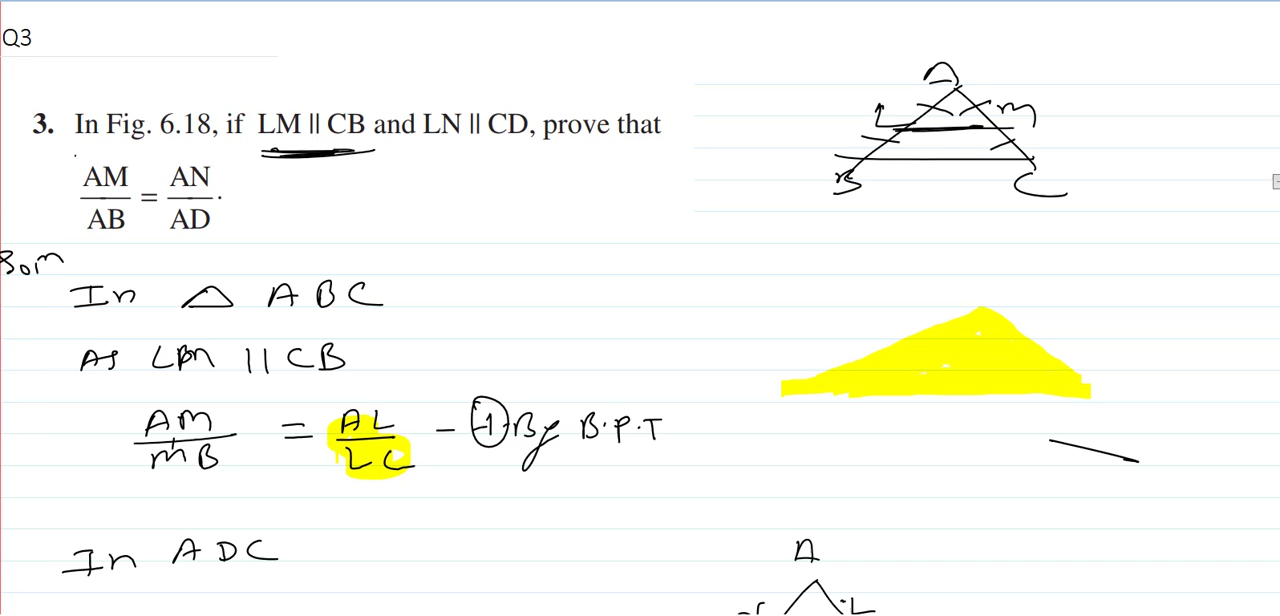 Q3
3. In Fig. 6.18, if LM || CB and LN || CD, prove that
AM/AB = AN/AD.
A
L M
B C
Som
In △ ABC
As LM || CB
AM/MB = AL/LC - ① By B.P.T
In ADC
A
L